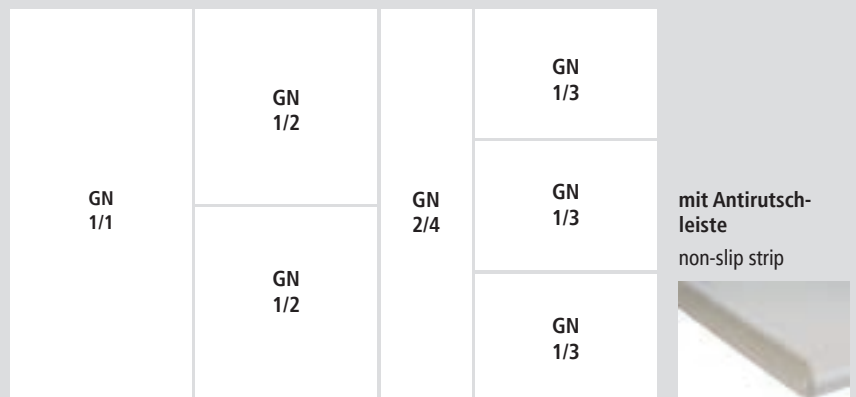 GN
1/1
GN
1/2
GN
1/2
GN
2/4
GN
1/3
GN
1/3
GN
1/3
mit Antirutsch-
leiste
non-slip strip